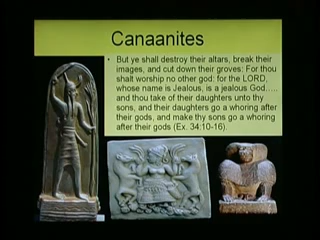 Canaanites
• But ye shall destroy their altars, break their
images, and cut down their groves: For thou
shalt worship no other god: for the LORD,
whose name is Jealous, is a jealous God…..
and thou take of their daughters unto thy
sons, and their daughters go a whoring after
their gods, and make thy sons go a whoring
after their gods (Ex. 34:10-16).